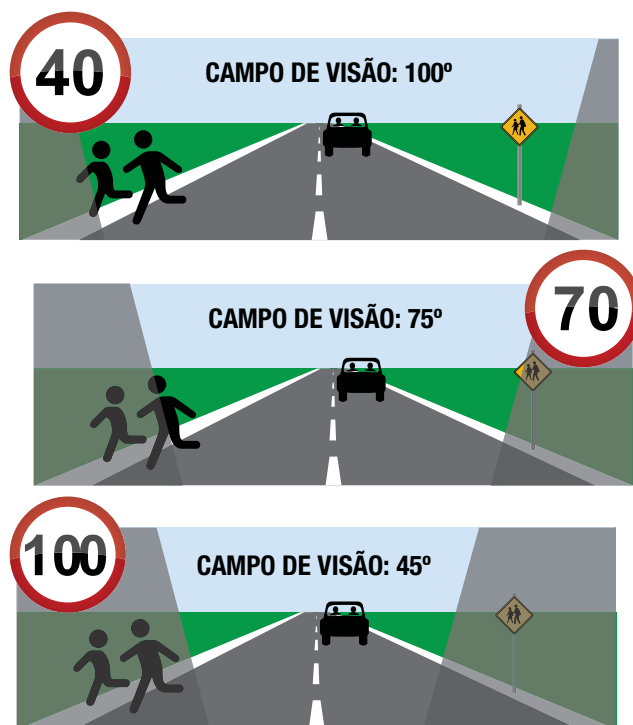 40
CAMPO DE VISÃO: 100º
CAMPO DE VISÃO: 75º
70
100
CAMPO DE VISÃO: 45º